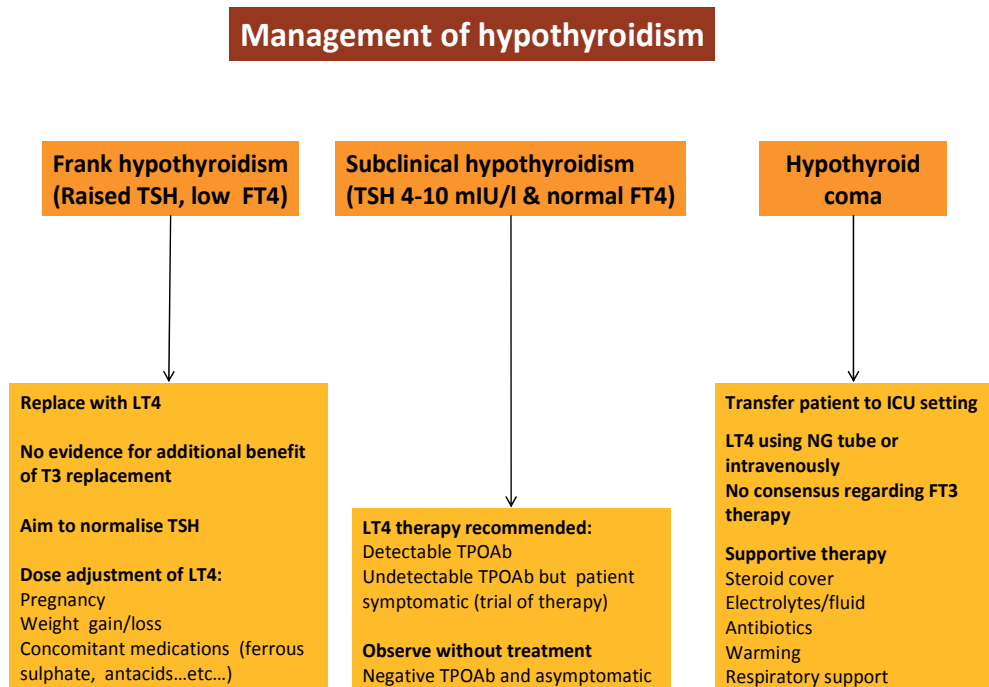 Management of hypothyroidism
Frank hypothyroidism
(Raised TSH, low FT4)
Subclinical hypothyroidism
(TSH 4-10 mIU/l & normal FT4)
Hypothyroid
coma
Replace with LT4
No evidence for additional benefit
of T3 replacement
Aim to normalise TSH
Dose adjustment of LT4:
Pregnancy
Weight gain/loss
Concomitant medications (ferrous
sulphate, antacids...etc...)
LT4 therapy recommended:
Detectable TPOAb
Undetectable TPOAb but patient
symptomatic (trial of therapy)
Observe without treatment
Negative TPOAb and asymptomatic
Transfer patient to ICU setting
LT4 using NG tube or
intravenously
No consensus regarding FT3
therapy
Supportive therapy
Steroid cover
Electrolytes/fluid
Antibiotics
Warming
Respiratory support